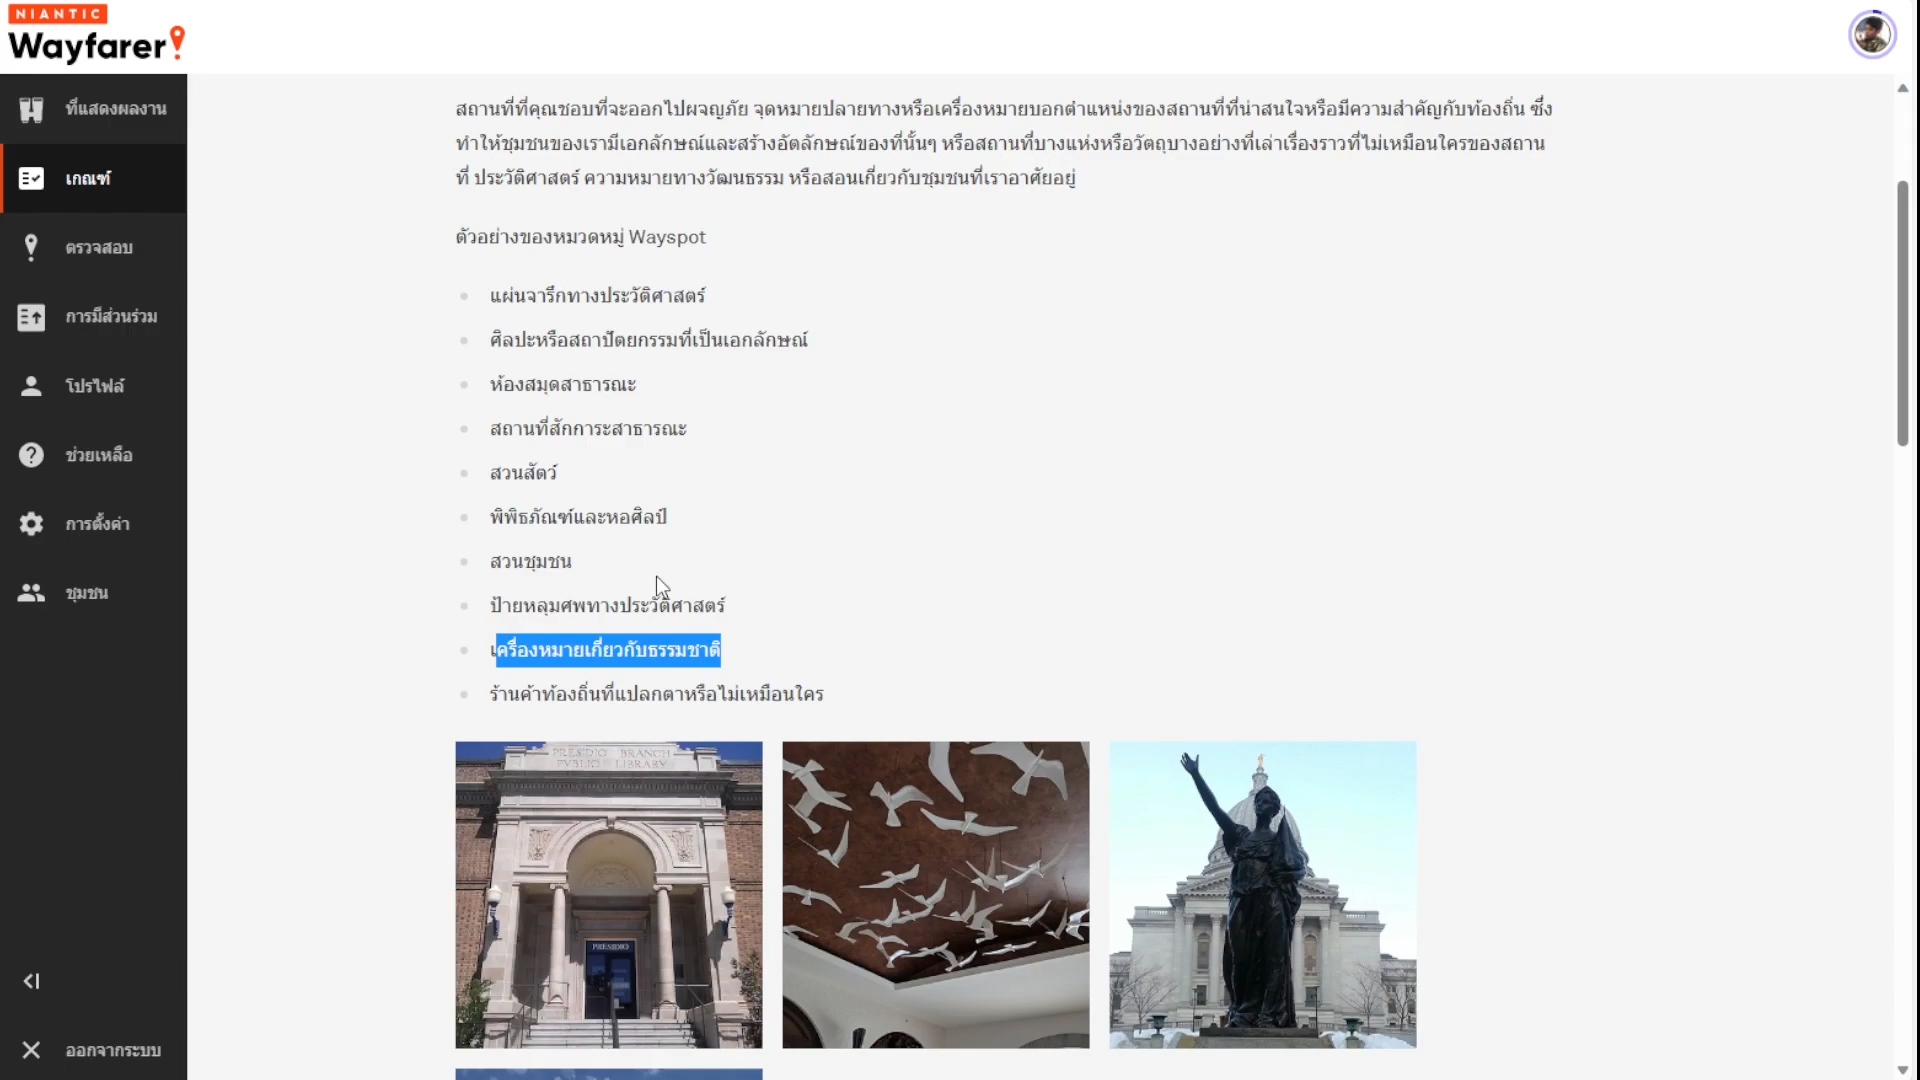 NIANTIC
Wayfarer
ที่แสดงผลงาน
เกณฑ์
ตรวจสอบ
การมีส่วนร่วม
โปรไฟล์
ช่วยเหลือ
การตั้งค่า
ชุมชน
ออกจากระบบ
สถานที่ที่คุณชอบที่จะออกไปผจญภัย จุดหมายปลายทางหรือเครื่องหมายบอกตำแหน่งของสถานที่ที่น่าสนใจหรือมีความสำคัญกับท้องถิ่น ซึ่ง
ทำให้ชุมชนของเรามีเอกลักษณ์และสร้างอัตลักษณ์ของที่นั้นๆ หรือสถานที่บางแห่งหรือวัตถุบางอย่างที่เล่าเรื่องราวที่ไม่เหมือนใครของสถาน
ที่ ประวัติศาสตร์ ความหมายทางวัฒนธรรม หรือสอนเกี่ยวกับชุมชนที่เราอาศัยอยู่
ตัวอย่างของหมวดหมู่ Wayspot
แผ่นจารึกทางประวัติศาสตร์
ศิลปะหรือสถาปัตยกรรมที่เป็นเอกลักษณ์
ห้องสมุดสาธารณะ
สถานที่สักการะสาธารณะ
สวนสัตว์
พิพิธภัณฑ์และหอศิลป์
สวนชุมชน
ป้ายหลุมศพทางประวัติศาสตร์
เครื่องหมายเกี่ยวกับธรรมชาติ
ร้านค้าท้องถิ่นที่แปลกตาหรือไม่เหมือนใคร
PRESIDIO BRANCH
PVBLIC LIBRARY
PRESIDIO